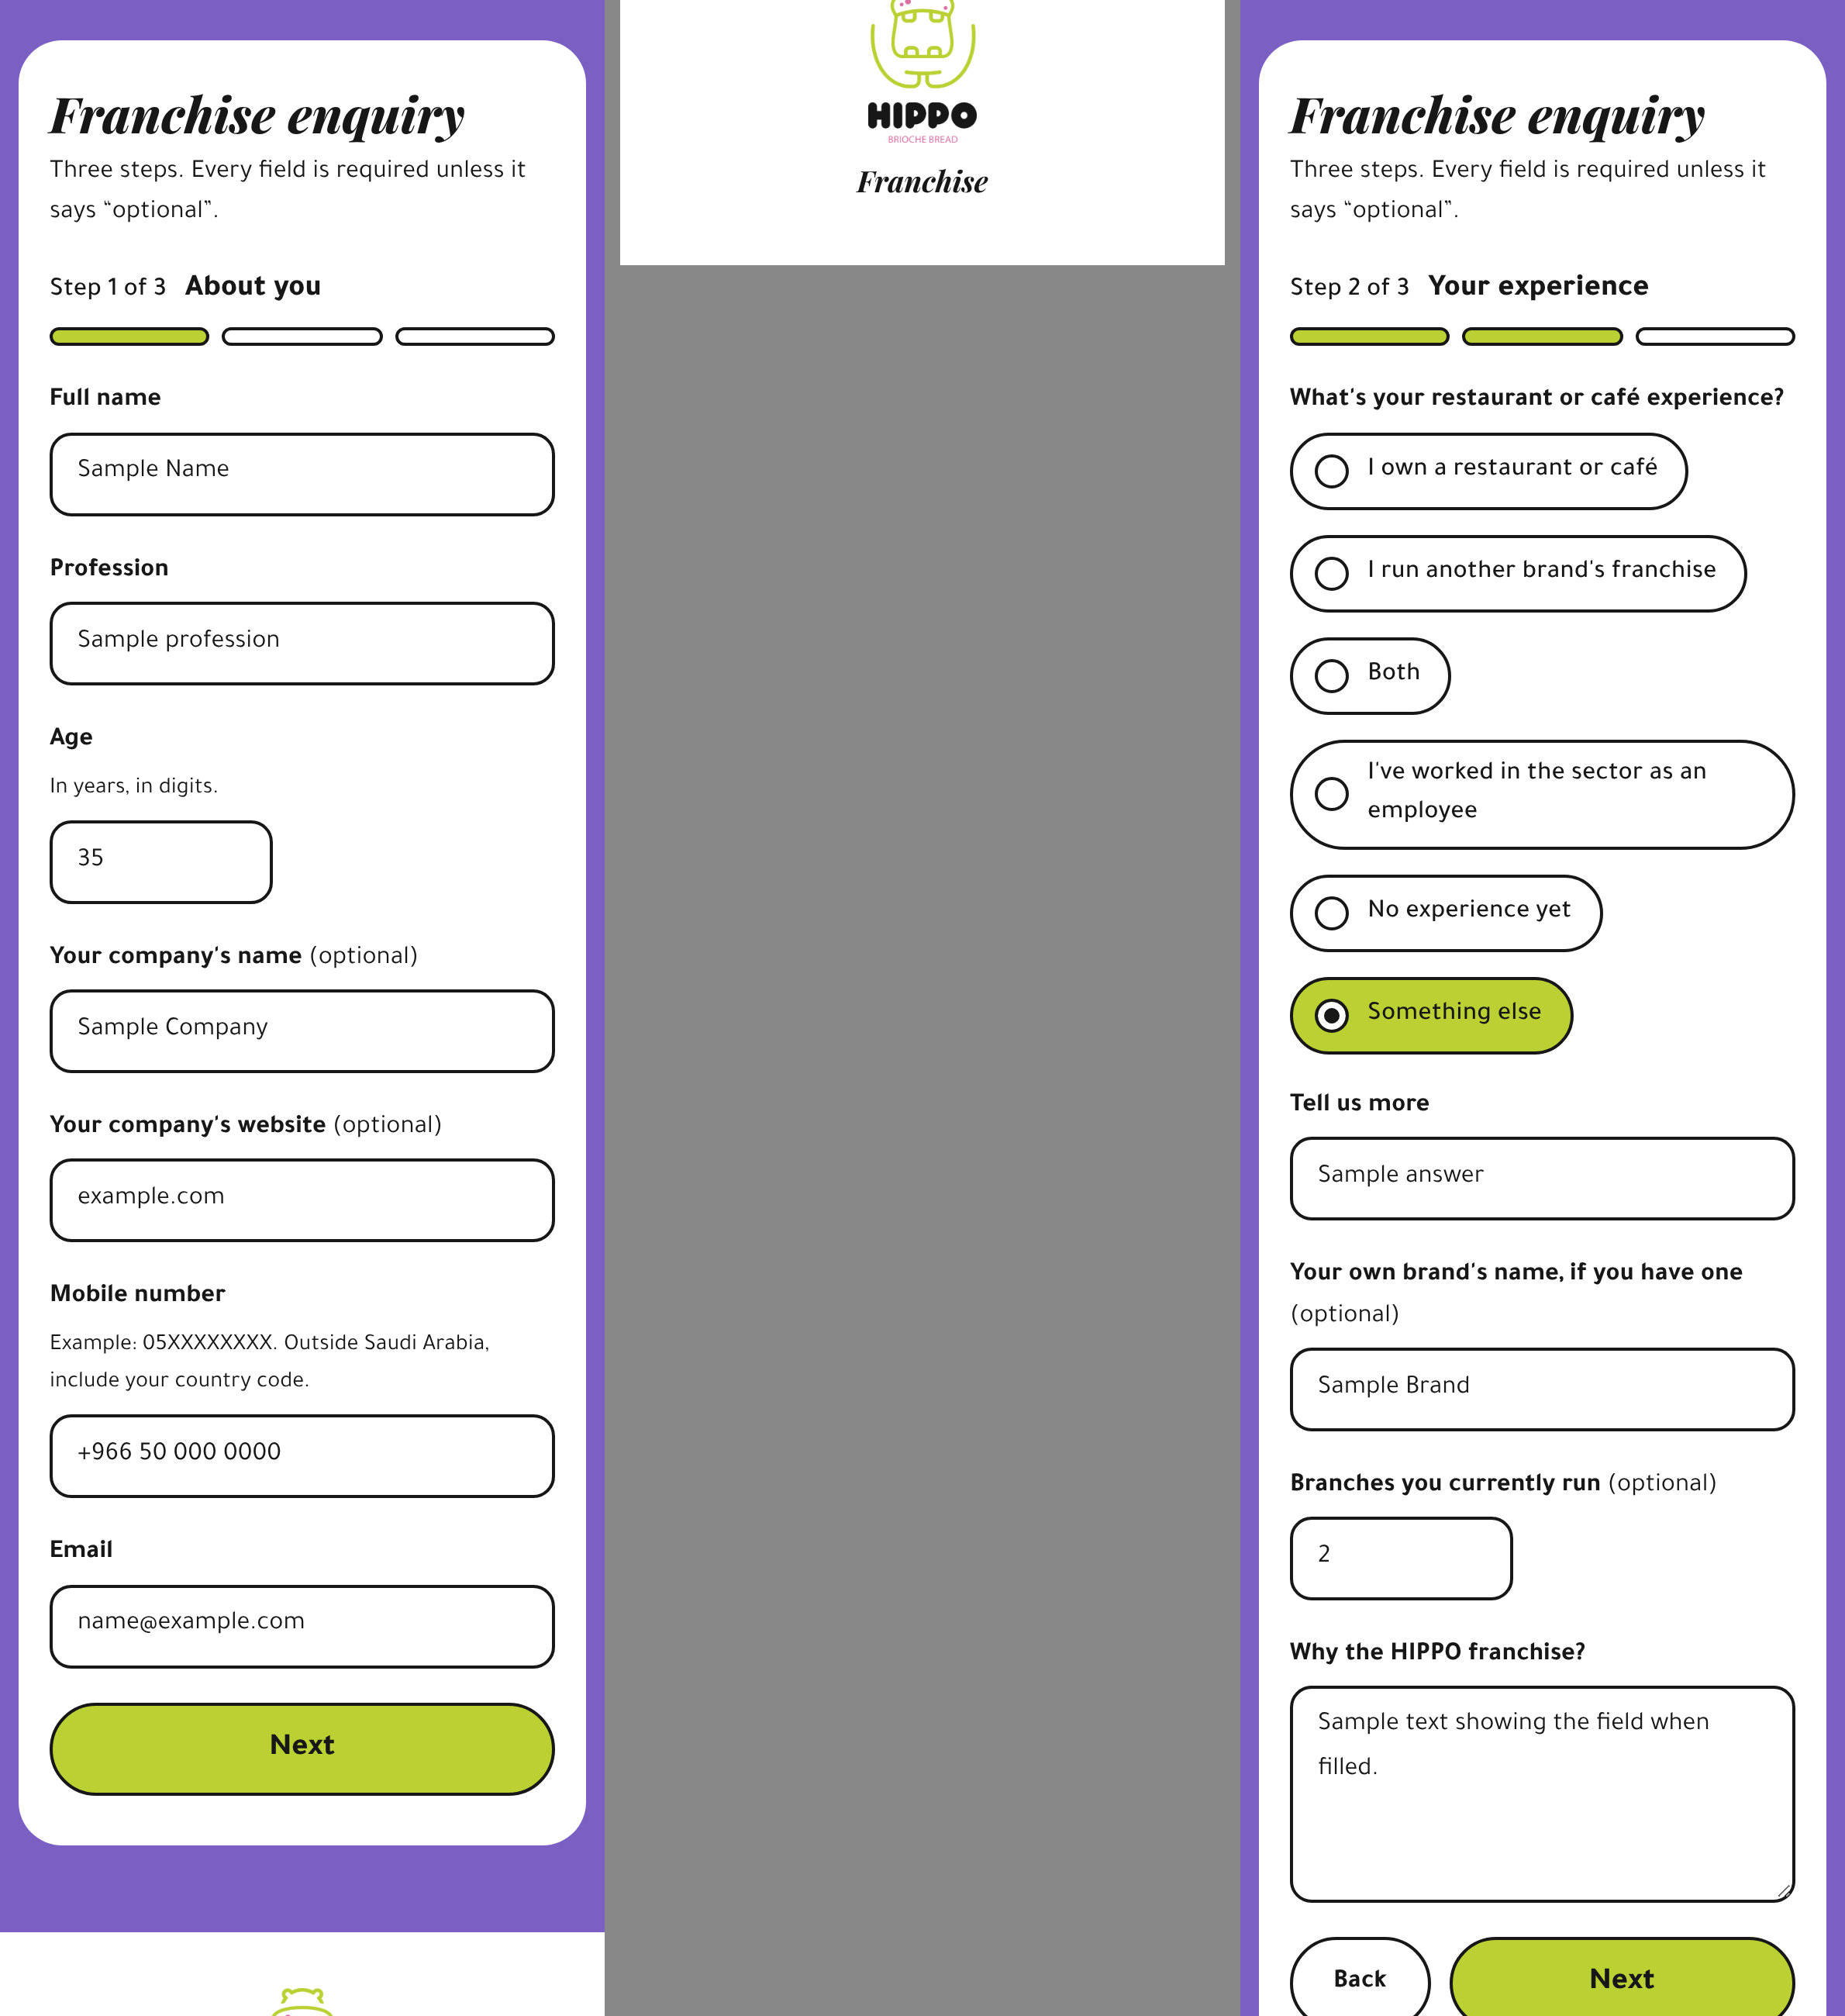 Franchise enquiry
Three steps. Every field is required unless it
says “optional”.
Step 1 of 3 About you
Full name
Sample Name
Profession
Sample profession
Age
In years, in digits.
35
Your company's name (optional)
Sample Company
Your company's website (optional)
example.com
Mobile number
Example: 05XXXXXXXX. Outside Saudi Arabia,
include your country code.
+966 50 000 0000
Email
name@example.com
Next
HIPPO
BRIOCHE BREAD
Franchise
Franchise enquiry
Three steps. Every field is required unless it
says “optional”.
Step 2 of 3 Your experience
What's your restaurant or café experience?
I own a restaurant or café
I run another brand's franchise
Both
I've worked in the sector as an
employee
No experience yet
Something else
Tell us more
Sample answer
Your own brand's name, if you have one
(optional)
Sample Brand
Branches you currently run (optional)
2
Why the HIPPO franchise?
Sample text showing the field when
filled.
Back Next